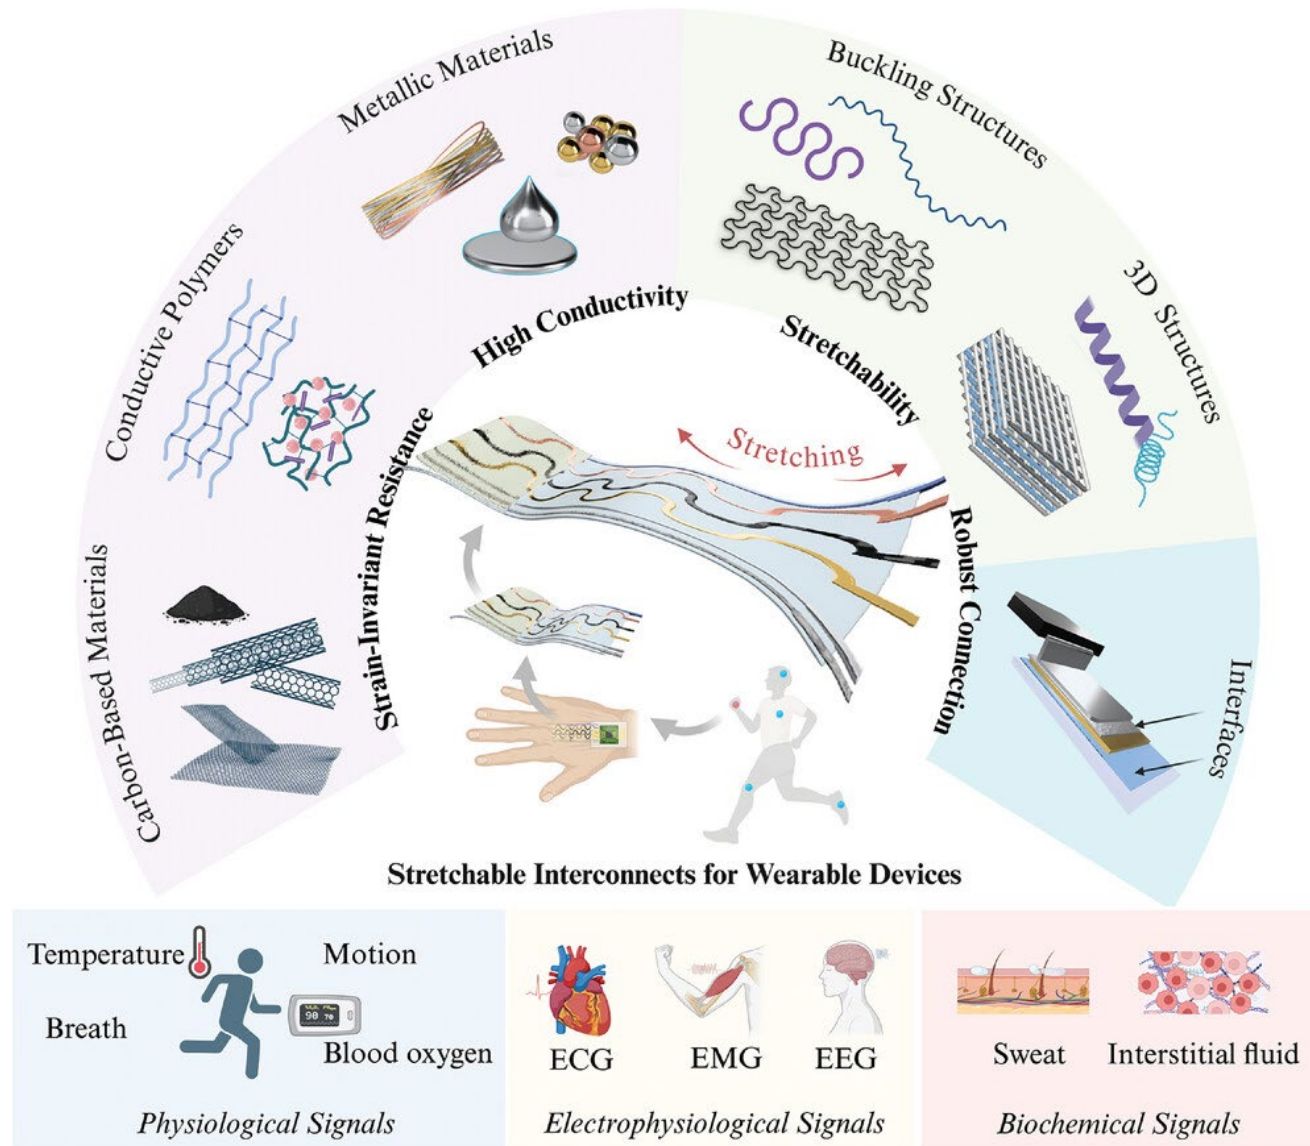 Metallic Materials
Buckling Structures
Conductive Polymers
3D Structures
High Conductivity
Stretchability
Stretching
Carbon-Based Materials
Strain-Invariant Resistance
Robust Connection
Interfaces
Stretchable Interconnects for Wearable Devices
Temperature
Motion
Breath
90 70
Blood oxygen
Physiological Signals
ECG
EMG
EEG
Electrophysiological Signals
Sweat
Interstitial fluid
Biochemical Signals